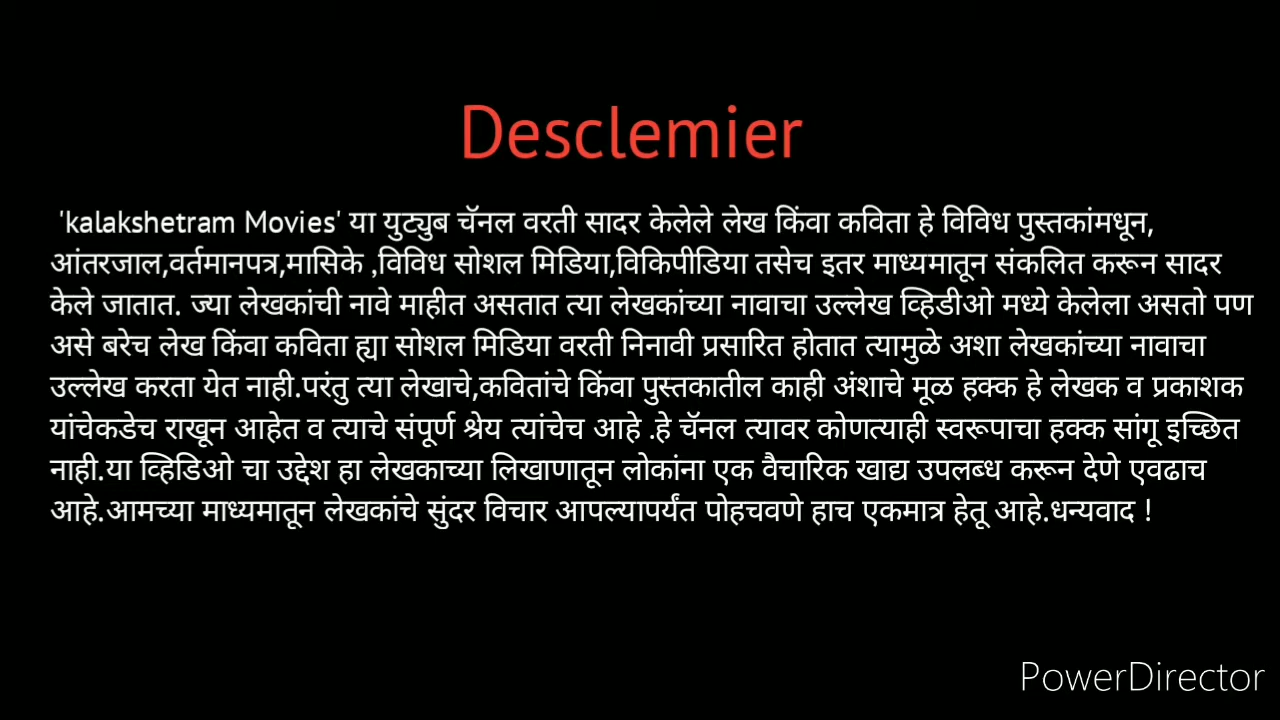 Desclemier
'kalakshetram Movies' या युट्युब चॅनल वरती सादर केलेले लेख किंवा कविता हे विविध पुस्तकांमधून,
आंतरजाल,वर्तमानपत्र,मासिके ,विविध सोशल मिडिया,विकिपीडिया तसेच इतर माध्यमातून संकलित करून सादर
केले जातात. ज्या लेखकांची नावे माहीत असतात त्या लेखकांच्या नावाचा उल्लेख व्हिडीओ मध्ये केलेला असतो पण
असे बरेच लेख किंवा कविता ह्या सोशल मिडिया वरती निनावी प्रसारित होतात त्यामुळे अशा लेखकांच्या नावाचा
उल्लेख करता येत नाही.परंतु त्या लेखाचे,कवितांचे किंवा पुस्तकातील काही अंशाचे मूळ हक्क हे लेखक व प्रकाशक
यांचेकडेच राखून आहेत व त्याचे संपूर्ण श्रेय त्यांचेच आहे .हे चॅनल त्यावर कोणत्याही स्वरूपाचा हक्क सांगू इच्छित
नाही.या व्हिडिओ चा उद्देश हा लेखकाच्या लिखाणातून लोकांना एक वैचारिक खाद्य उपलब्ध करून देणे एवढाच
आहे.आमच्या माध्यमातून लेखकांचे सुंदर विचार आपल्यापर्यंत पोहचवणे हाच एकमात्र हेतू आहे.धन्यवाद !
PowerDirector